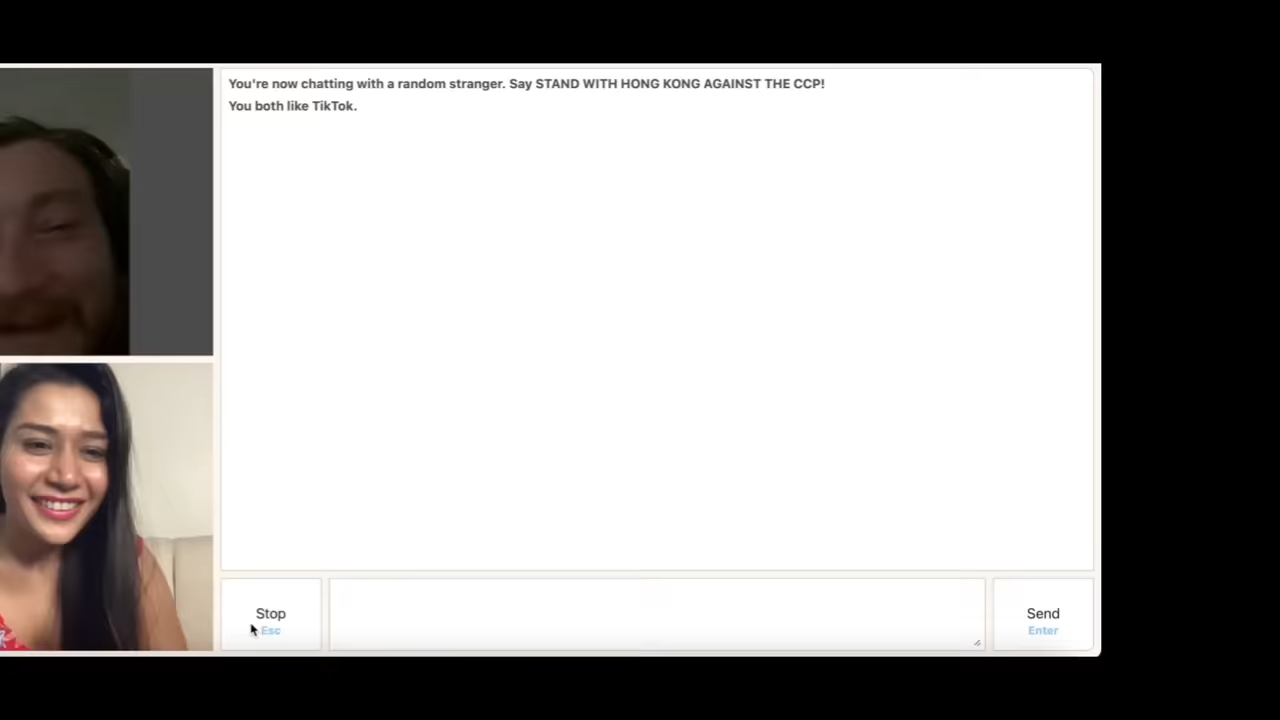 You're now chatting with a random stranger. Say STAND WITH HONG KONG AGAINST THE CCP!
You both like TikTok.
Stop
Esc
Send
Enter